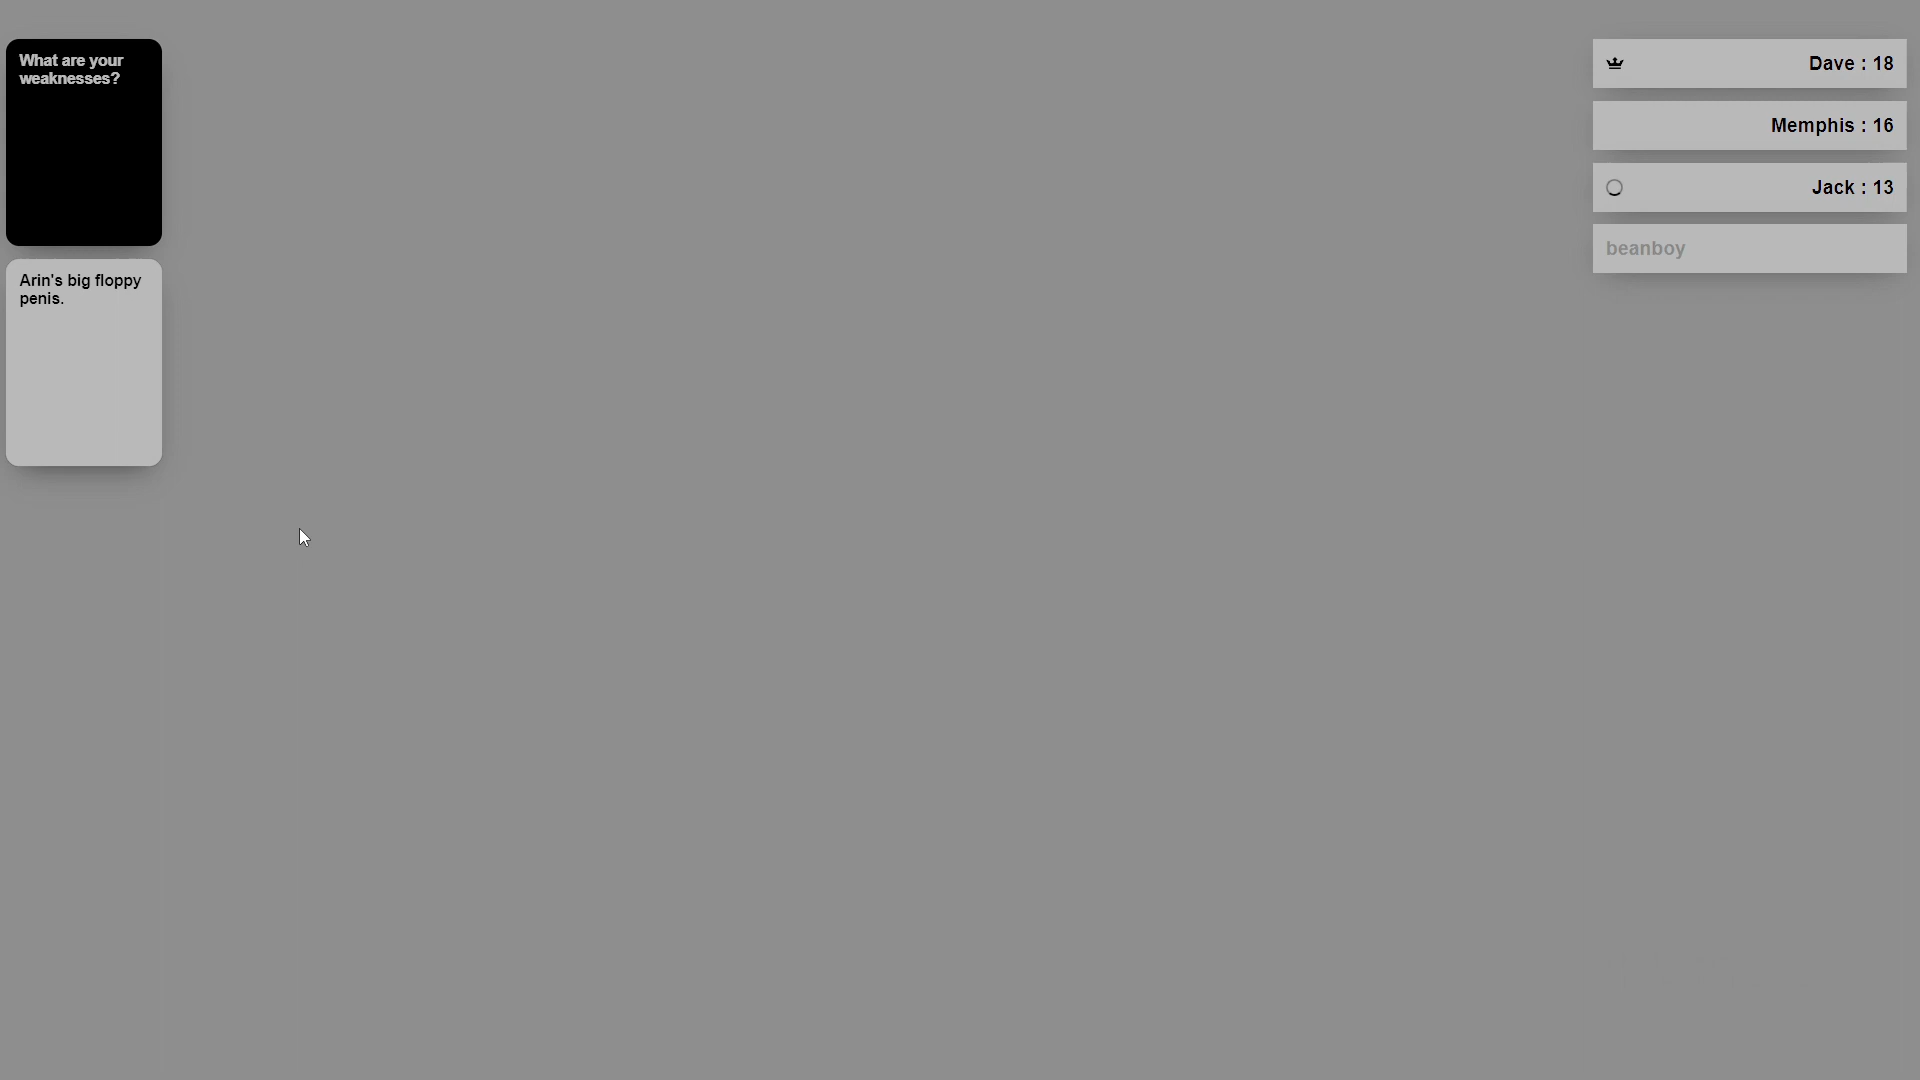 What are your
weaknesses?
Arin's big floppy
penis.
Dave : 18
Memphis : 16
Jack : 13
beanboy